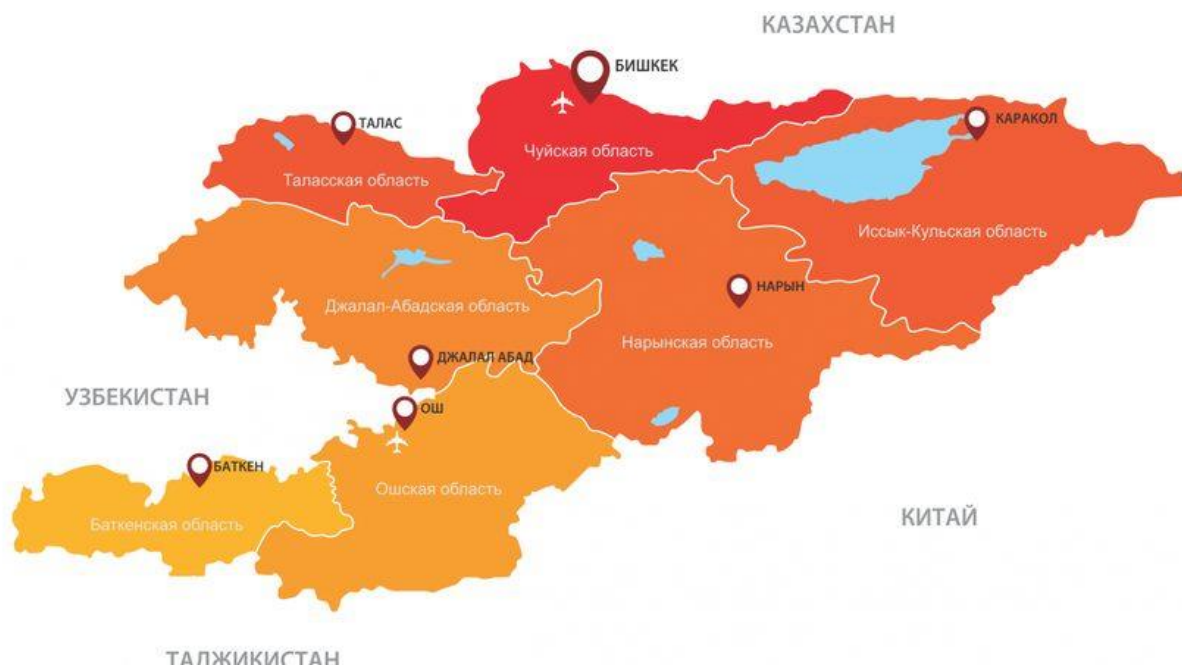 КАЗАХСТАН
БИШКЕК
ТАЛАС
КАРАКОЛ
Чуйская область
Таласская область
Иссык-Кульская область
НАРЫН
Джалал-Абадская область
Нарынская область
ДЖАЛАЛ АБАД
УЗБЕКИСТАН
ОШ
БАТКЕН
Ошская область
КИТАЙ
Баткенская область
ТАДЖИКИСТАН